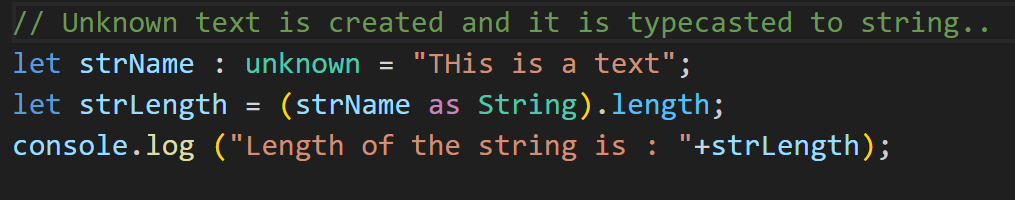 // Unknown text is created and it is typecasted to string..
let strName : unknown = "THis is a text";
let strLength = (strName as String).length;
console.log ("Length of the string is : "+strLength);